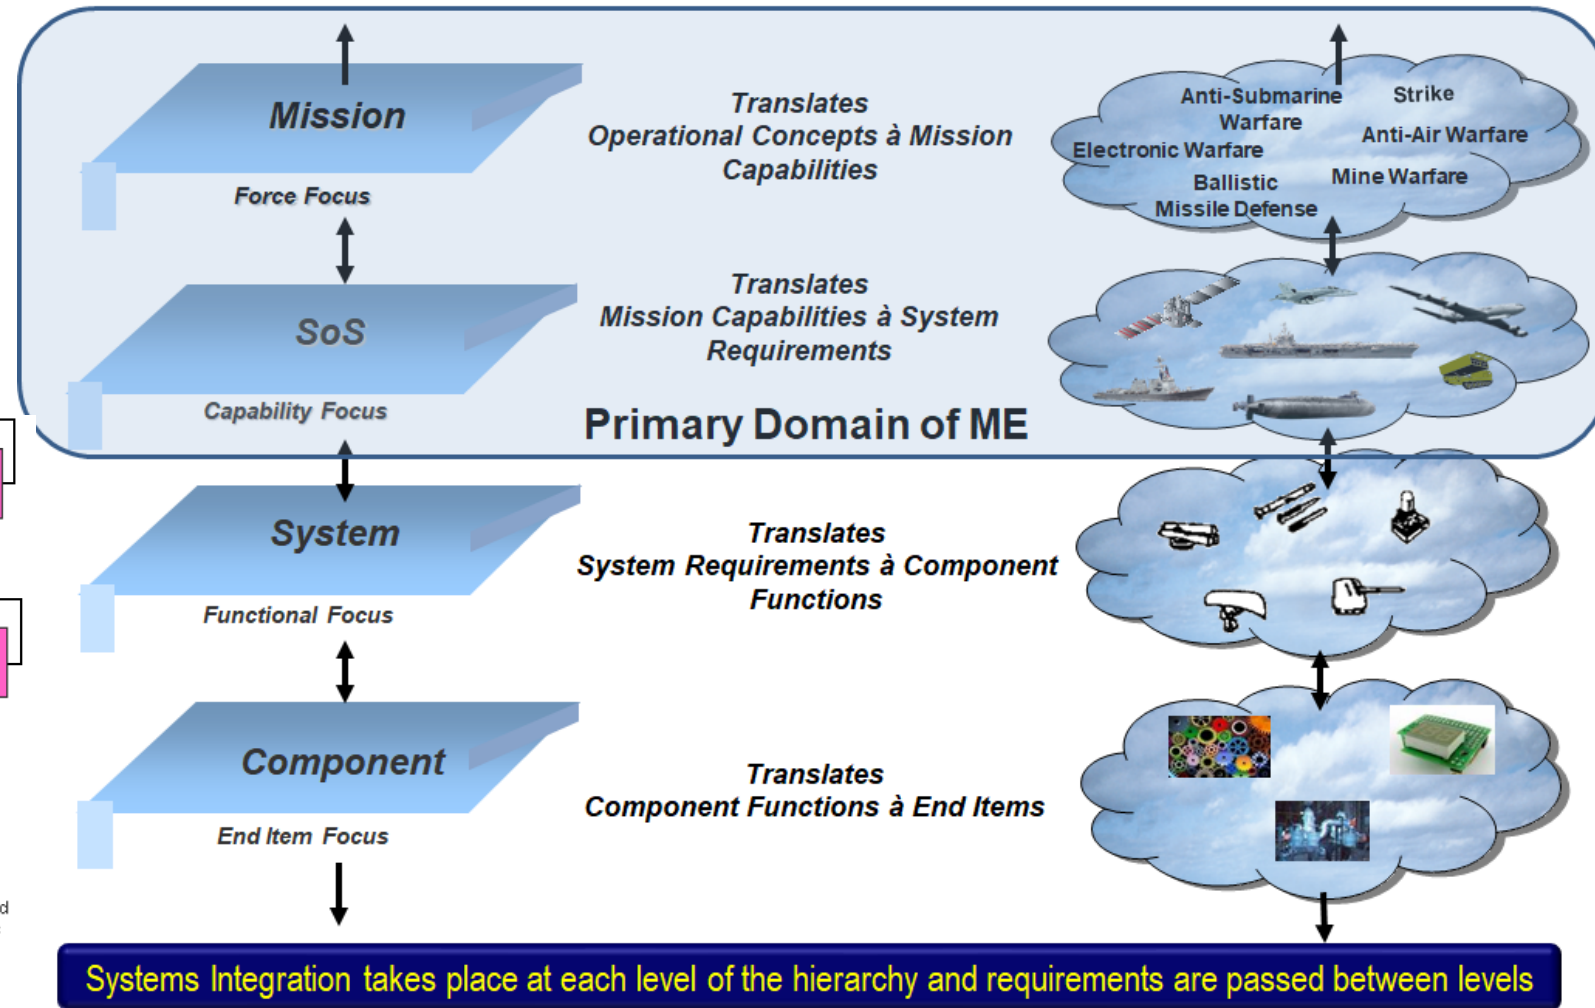 Mission
Translates
Operational Concepts à Mission
Capabilities
Anti-Submarine
Warfare
Strike
Anti-Air Warfare
Electronic Warfare
Ballistic
Missile Defense
Mine Warfare
Force Focus
SoS
Translates
Mission Capabilities à System
Requirements
Capability Focus
Primary Domain of ME
System
Translates
System Requirements à Component
Functions
Functional Focus
Component
Translates
Component Functions à End Items
End Item Focus
d
Systems Integration takes place at each level of the hierarchy and requirements are passed between levels